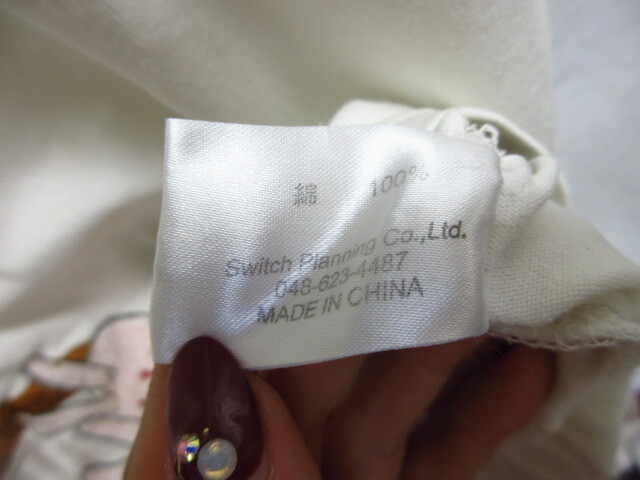 綿 100%
Switch Planning Co.,Ltd.
048-623-4487
MADE IN CHINA